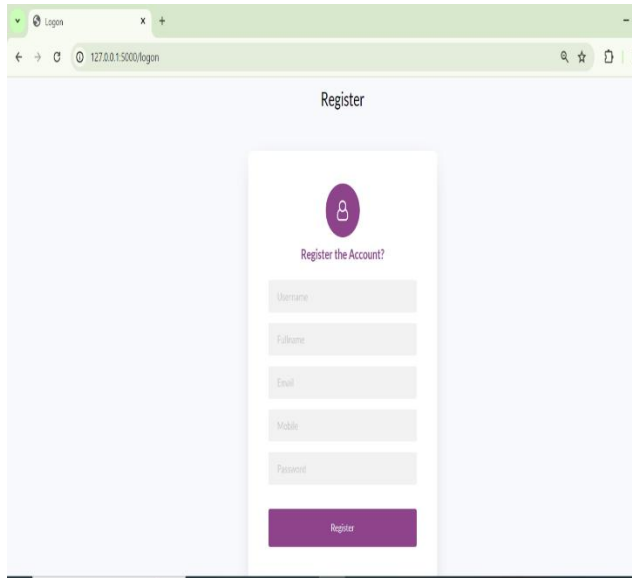 Logon
127.0.0.1:5000/logon
Register
Register the Account?
Username
Fullname
Email
Mobile
Password
Register